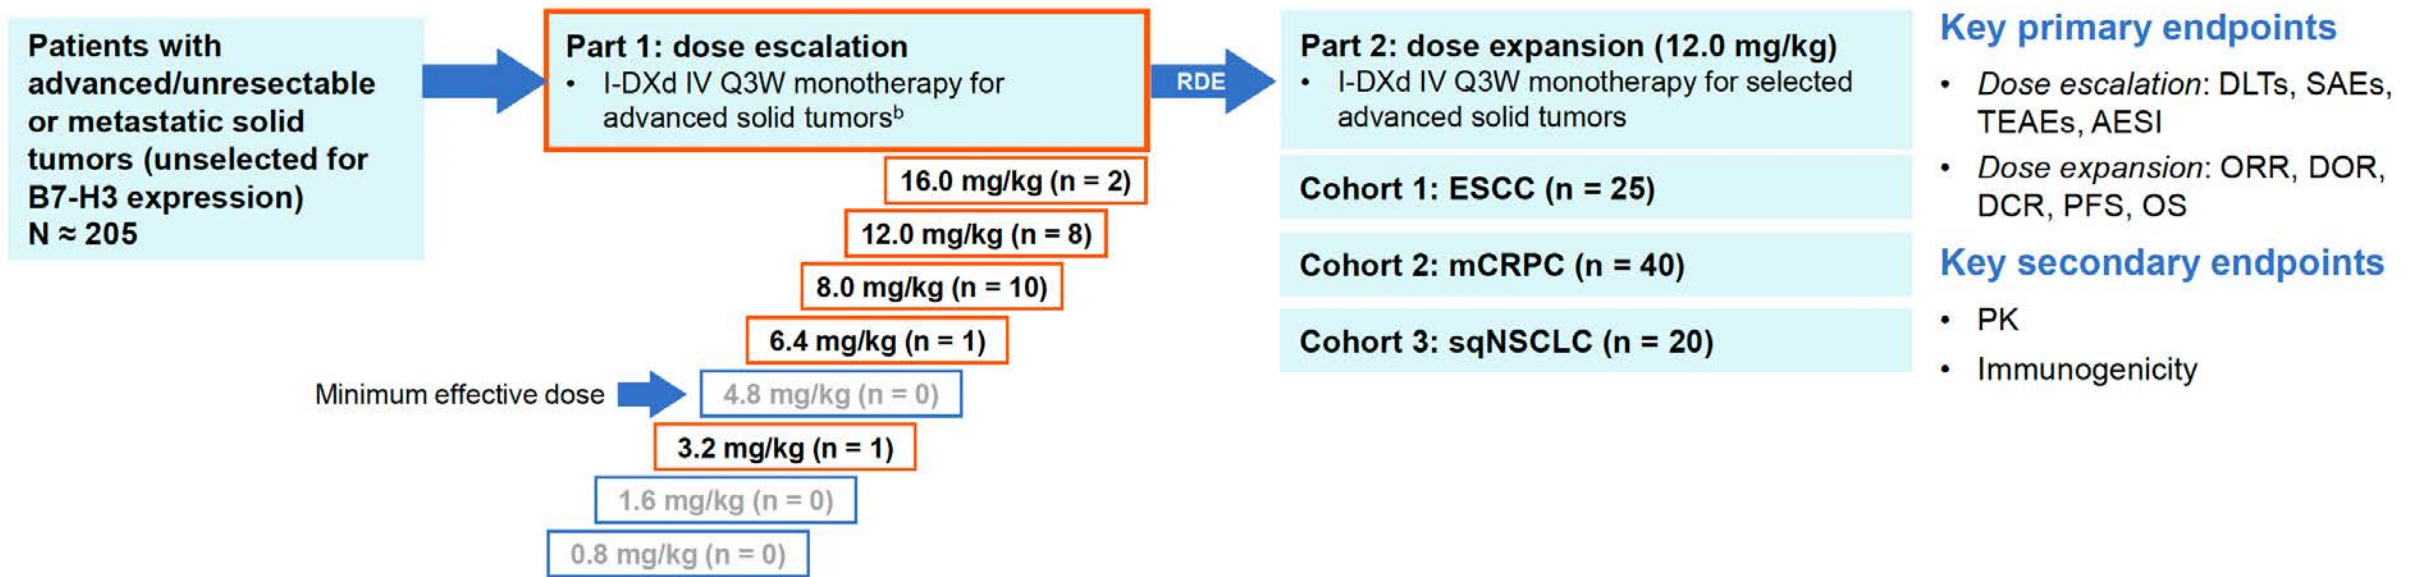 Patients with
advanced/unresectable
or metastatic solid
tumors (unselected for
B7-H3 expression)
N ≈ 205
Part 1: dose escalation
• I-DXd IV Q3W monotherapy for
advanced solid tumorsᵇ
16.0 mg/kg (n = 2)
12.0 mg/kg (n = 8)
8.0 mg/kg (n = 10)
6.4 mg/kg (n = 1)
Minimum effective dose
4.8 mg/kg (n = 0)
3.2 mg/kg (n = 1)
1.6 mg/kg (n = 0)
0.8 mg/kg (n = 0)
RDE
Part 2: dose expansion (12.0 mg/kg)
• I-DXd IV Q3W monotherapy for selected
advanced solid tumors
Cohort 1: ESCC (n = 25)
Cohort 2: mCRPC (n = 40)
Cohort 3: sqNSCLC (n = 20)
Key primary endpoints
• Dose escalation: DLTs, SAEs,
TEAEs, AESI
• Dose expansion: ORR, DOR,
DCR, PFS, OS
Key secondary endpoints
• PK
• Immunogenicity